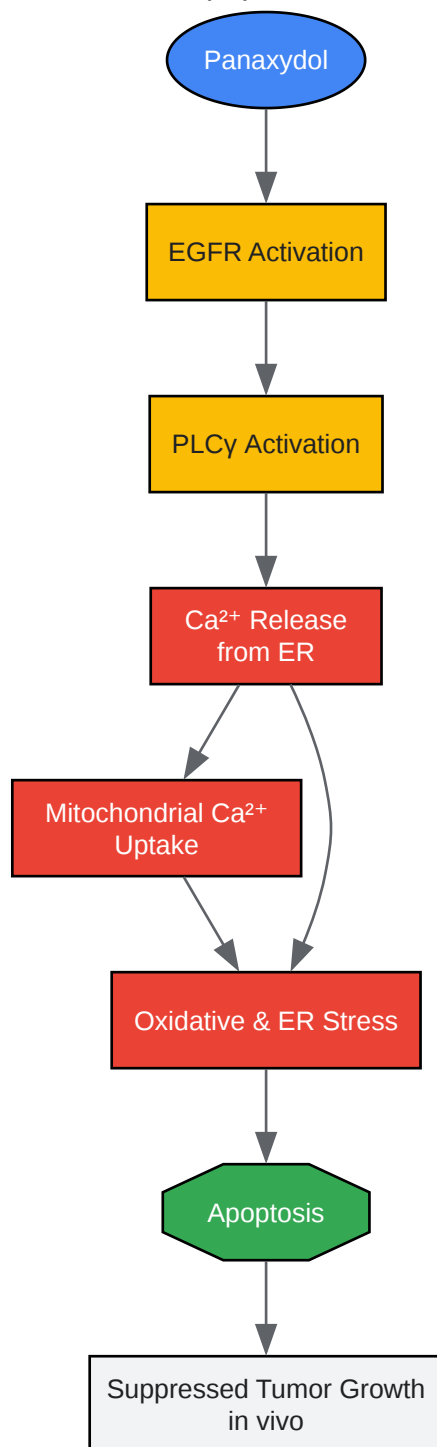 Panaxydol
EGFR Activation
PLCγ Activation
Ca²⁺ Release
from ER
Mitochondrial Ca²⁺
Uptake
Oxidative & ER Stress
Apoptosis
Suppressed Tumor Growth
in vivo